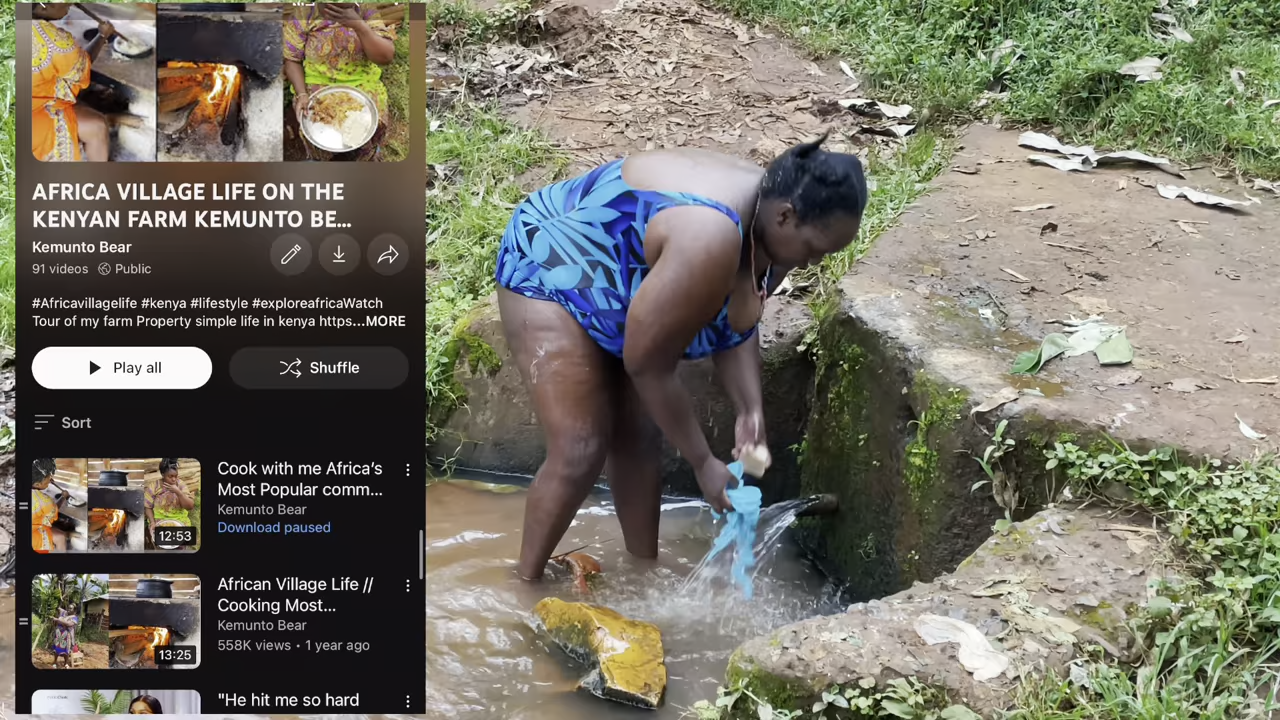 AFRICA VILLAGE LIFE ON THE
KENYAN FARM KEMUNTO BE...
Kemunto Bear
91 videos Public
#Africavillagelife #kenya #lifestyle #exploreafricaWatch
Tour of my farm Property simple life in kenya https...MORE
Play all
Shuffle
Sort
Cook with me Africa's
Most Popular comm...
Kemunto Bear
Download paused
12:53
African Village Life //
Cooking Most...
Kemunto Bear
558K views • 1 year ago
13:25
"He hit me so hard